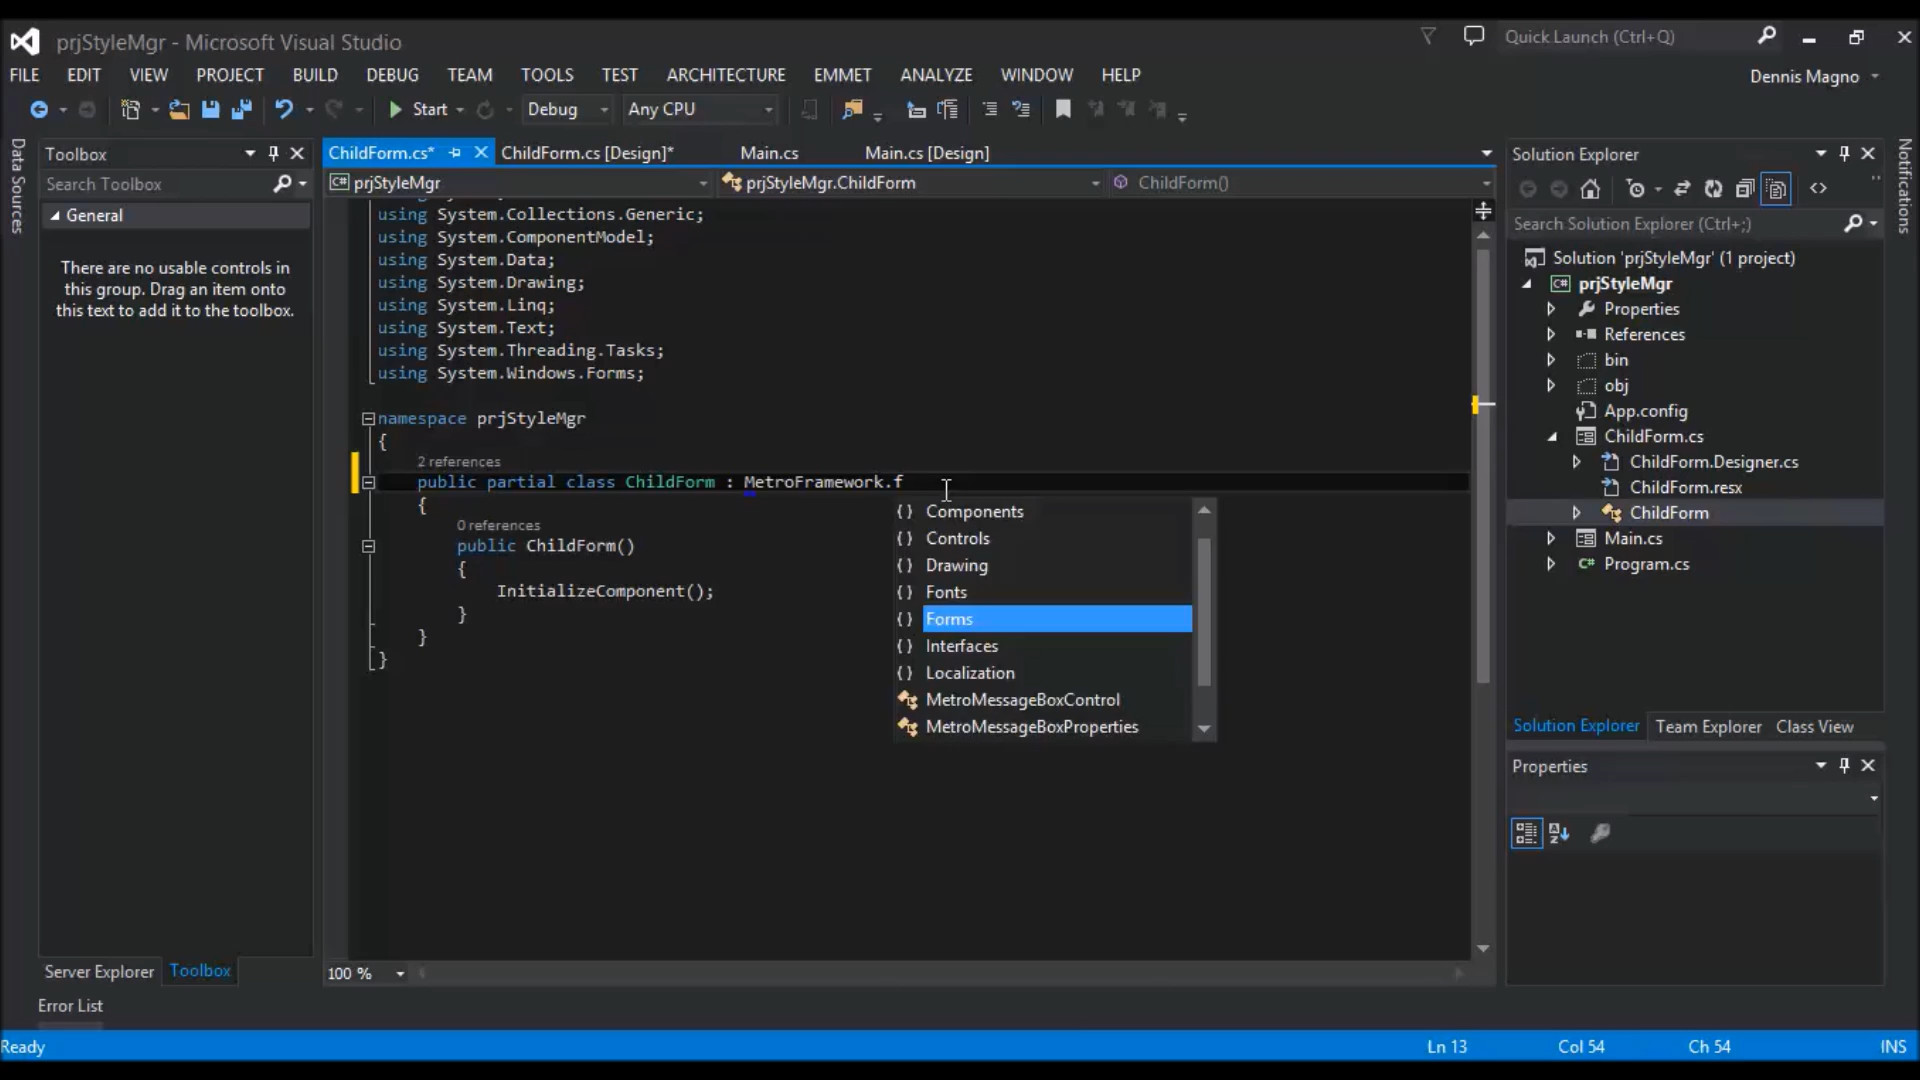 prjStyleMgr - Microsoft Visual Studio
Quick Launch (Ctrl+Q)
FILE EDIT VIEW PROJECT BUILD DEBUG TEAM TOOLS TEST ARCHITECTURE EMMET ANALYZE WINDOW HELP
Dennis Magno
Start Debug Any CPU
Data Sources
Toolbox
Search Toolbox
General
There are no usable controls in
this group. Drag an item onto
this text to add it to the toolbox.
Server Explorer Toolbox
ChildForm.cs* ChildForm.cs [Design]* Main.cs Main.cs [Design]
C# prjStyleMgr prjStyleMgr.ChildForm ChildForm()
using System.Collections.Generic;
using System.ComponentModel;
using System.Data;
using System.Drawing;
using System.Linq;
using System.Text;
using System.Threading.Tasks;
using System.Windows.Forms;
namespace prjStyleMgr
{
2 references
public partial class ChildForm : MetroFramework.f
{
0 references
public ChildForm()
{
InitializeComponent();
}
}
}
{ } Components
{ } Controls
{ } Drawing
{ } Fonts
{ } Forms
{ } Interfaces
{ } Localization
MetroMessageBoxControl
MetroMessageBoxProperties
100 %
Solution Explorer
Search Solution Explorer (Ctrl+;)
Solution 'prjStyleMgr' (1 project)
C# prjStyleMgr
Properties
References
bin
obj
App.config
ChildForm.cs
ChildForm.Designer.cs
ChildForm.resx
ChildForm
Main.cs
C# Program.cs
Solution Explorer Team Explorer Class View
Properties
Notifications
Error List
Ready Ln 13 Col 54 Ch 54 INS